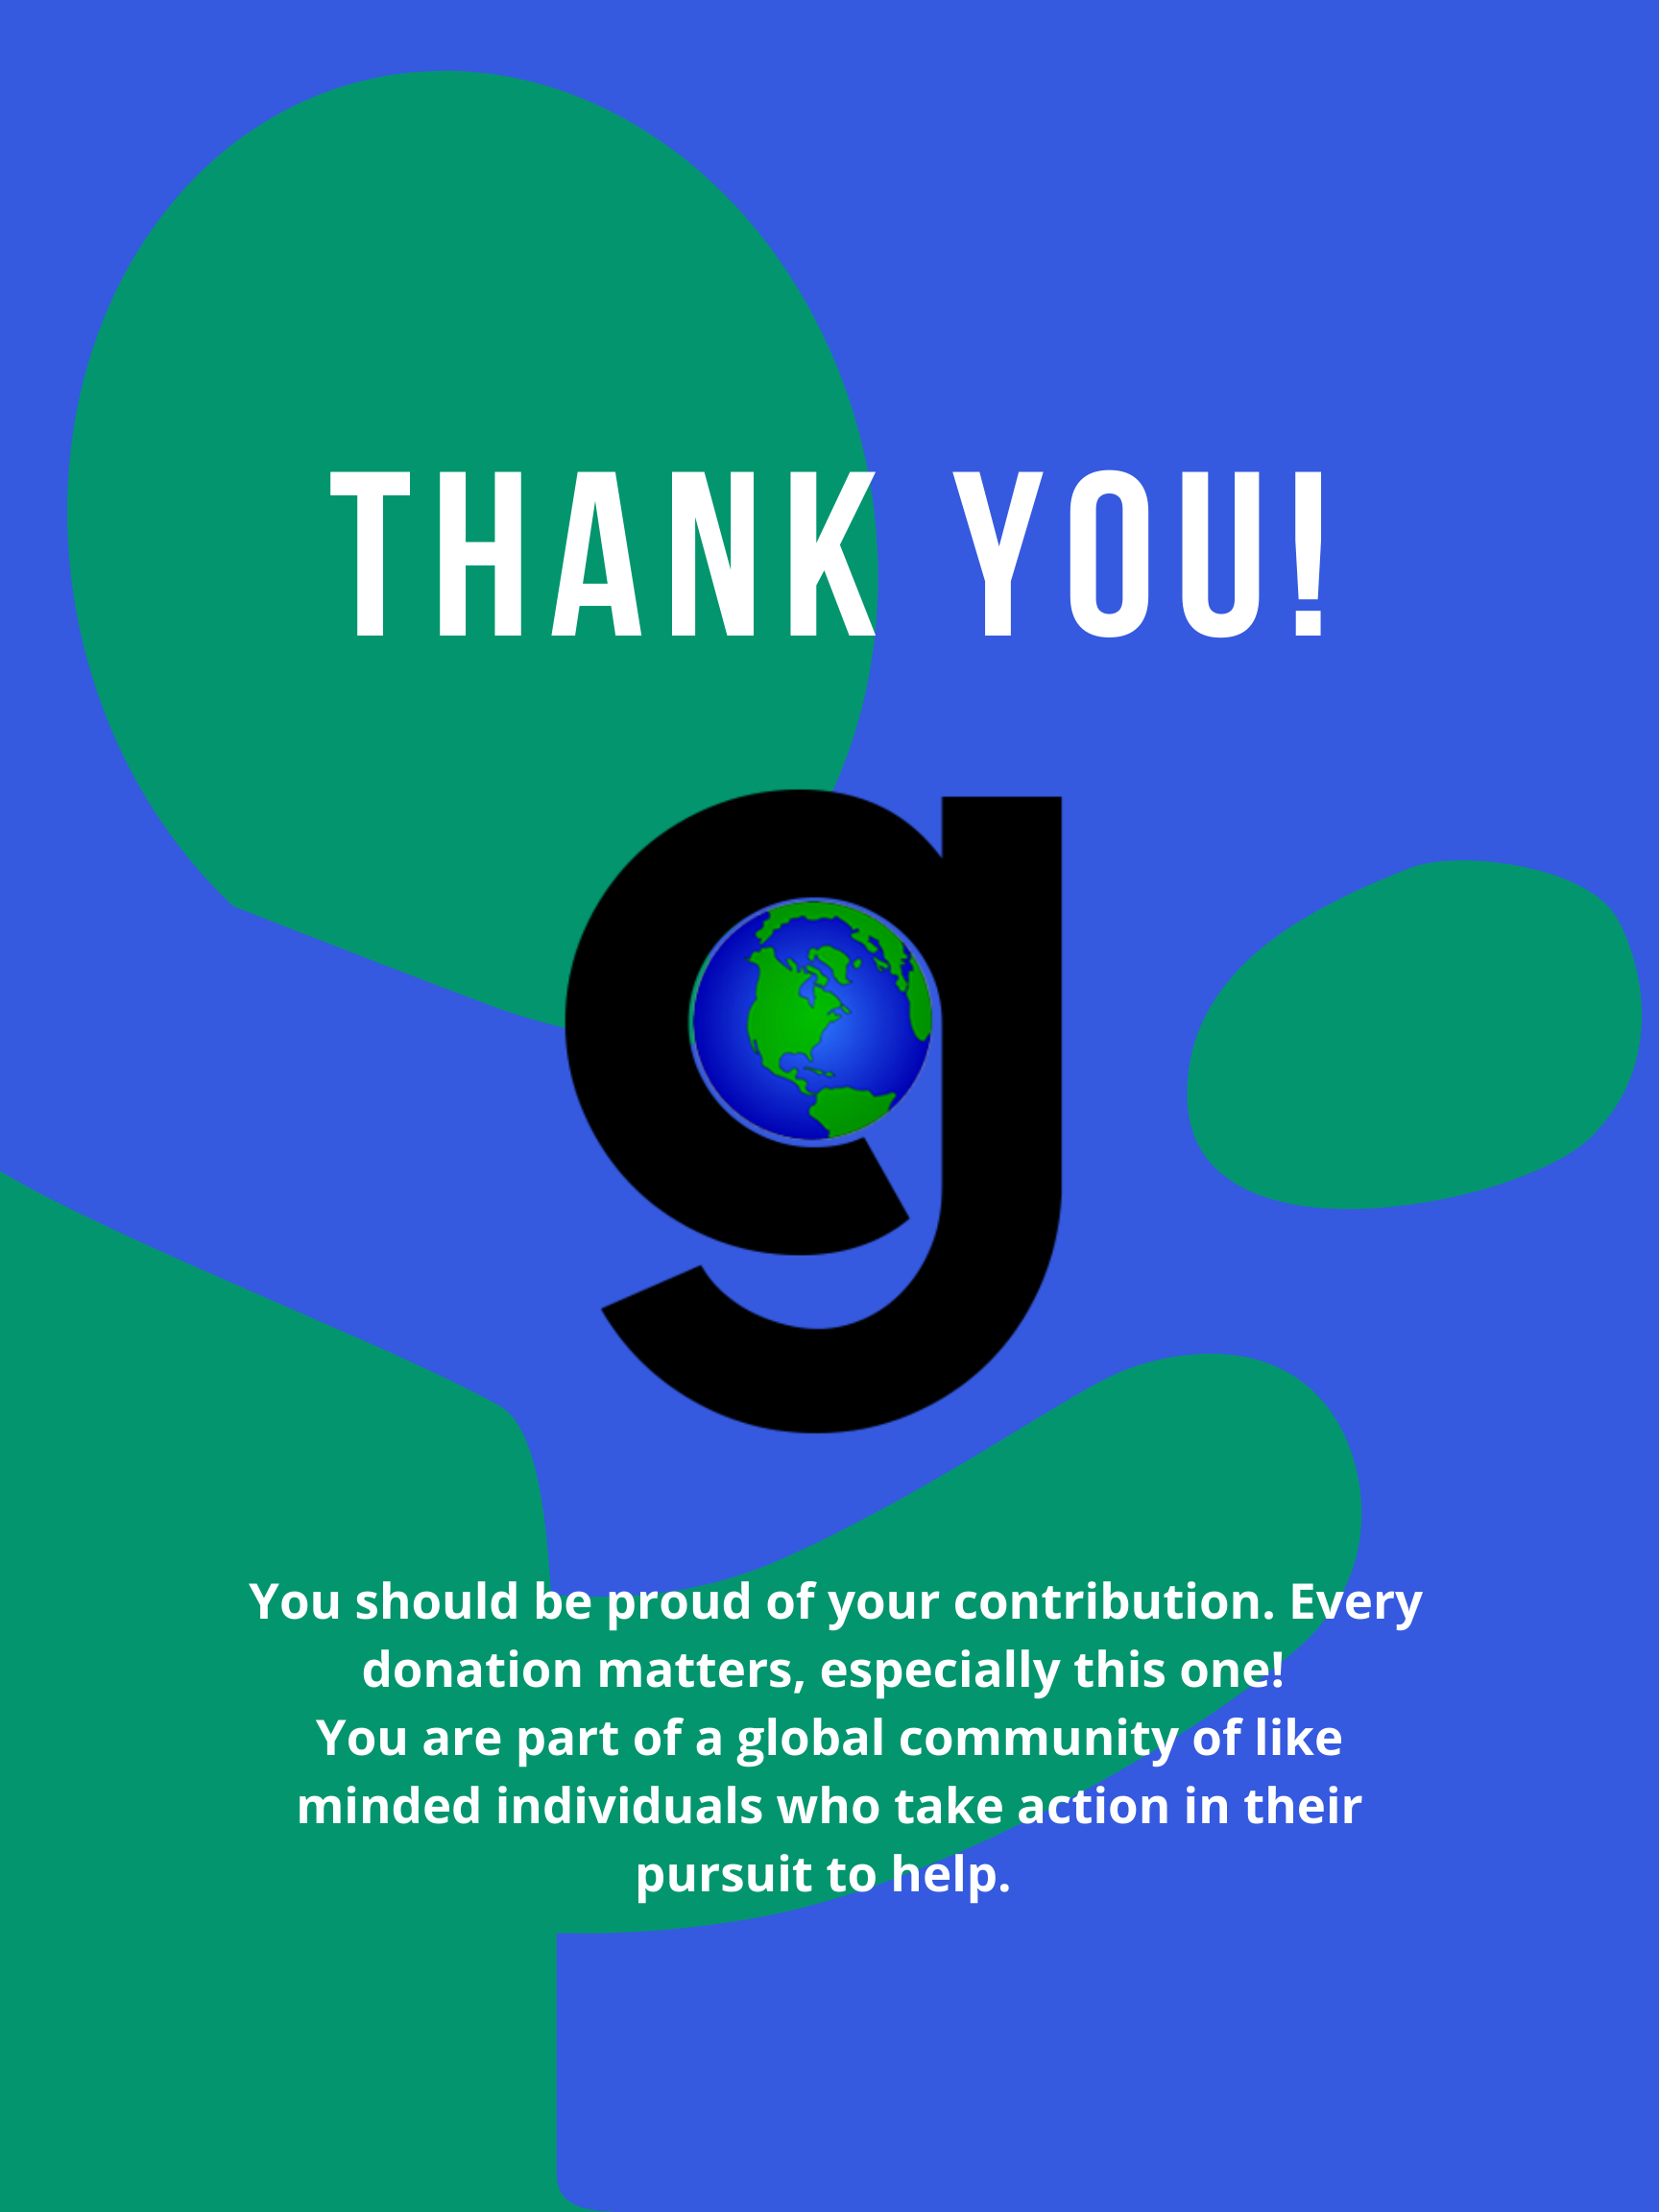 THANK YOU!
g
You should be proud of your contribution. Every
donation matters, especially this one!
You are part of a global community of like
minded individuals who take action in their
pursuit to help.